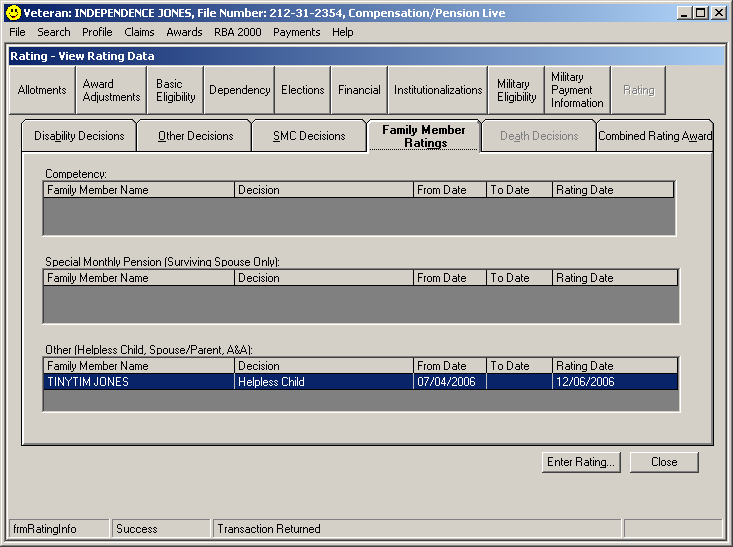 Veteran: INDEPENDENCE JONES, File Number: 212-31-2354, Compensation/Pension Live
File Search Profile Claims Awards RBA 2000 Payments Help
Rating - View Rating Data
Allotments Award Adjustments Basic Eligibility Dependency Elections Financial Institutionalizations Military Eligibility Military Payment Information Rating
Disability Decisions Other Decisions SMC Decisions Family Member Ratings Death Decisions Combined Rating Award
Competency:
Family Member Name Decision From Date To Date Rating Date
Special Monthly Pension (Surviving Spouse Only):
Family Member Name Decision From Date To Date Rating Date
Other (Helpless Child, Spouse/Parent, A&A):
Family Member Name Decision From Date To Date Rating Date
TINYTIM JONES Helpless Child 07/04/2006 12/06/2006
Enter Rating... Close
frmRatingInfo Success Transaction Returned